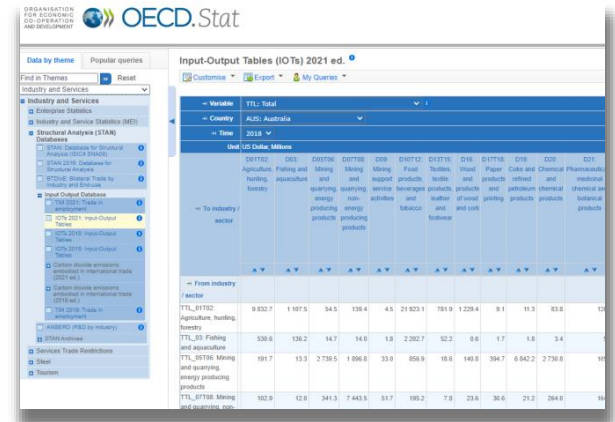 ORGANISATION
FOR ECONOMIC
CO-OPERATION
AND DEVELOPMENT
OECD.Stat
Data by theme Popular queries
Find in Themes » Reset
Industry and Services
Industry and Services
Enterprise Statistics
Industry and Service Statistics (MEI)
Structural Analysis (STAN)
Databases
STAN: Database for Structural
Analysis (ISIC4 SNA08)
STAN 2016: Database for
Structural Analysis
BTDIxE: Bilateral Trade by
Industry and End-use
Input Output Database
TiM 2021: Trade in
employment
IOTs 2021: Input-Output
Tables
IOTs 2018: Input-Output
Tables
IOTs 2015: Input-Output
Tables
Carbon dioxide emissions
embodied in international trade
(2021 ed.)
Carbon dioxide emissions
embodied in international trade
TiM 2019: Trade in
employment
ANBERD (R&D by industry)
STAN Archives
Services Trade Restrictions
Steel
Tourism
Input-Output Tables (IOTs) 2021 ed.
Customise Export My Queries
Variable TTL: Total
Country AUS: Australia
Time 2018
Unit US Dollar, Millions
To industry /
sector
D01T02:
Agriculture,
hunting,
forestry
D03:
Fishing and
aquaculture
D05T06:
Mining
and
quarrying,
energy
producing
products
D07T08:
Mining
and
quarrying,
non-
energy
producing
products
D09:
Mining
support
service
activities
D10T12:
Food
products,
beverages
and
tobacco
D13T15:
Textiles,
textile
products,
leather
and
footwear
D16:
Wood
and
products
of wood
and cork
D17T18:
Paper
products
and
printing
D19:
Coke and
refined
petroleum
products
D20:
Chemical
and
chemical
products
D21:
medicinal
botanical
products
From industry
/ sector
TTL_01T02:
Agriculture, hunting,
forestry
9 832.7 1 107.5 54.5 139.4 4.5 21 923.1 781.9 1 229.4 9.1 11.3 83.8
TTL_03: Fishing
and aquaculture
530.6 136.2 14.7 14.0 1.8 2 202.7 52.2 0.6 1.7 1.8 3.4
TTL_05T06: Mining
and quarrying,
energy producing
products
191.7 13.3 2 739.5 1 896.8 33.0 856.9 18.6 140.8 394.7 6 842.2 2 730.0
TTL_07T08: Mining
and quarrying, non-
102.9 12.0 341.3 7 443.5 51.7 195.2 7.8 23.6 30.6 21.2 264.0